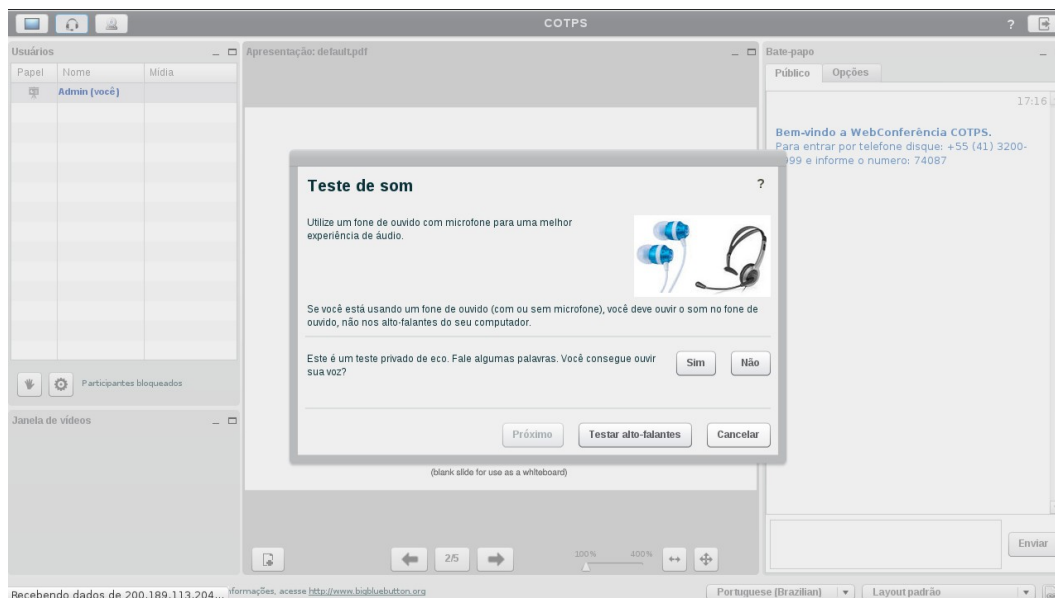 COTPS
?
Usuários
Papel Nome Mídia
Admin (você)
Participantes bloqueados
Janela de vídeos
Apresentação: default.pdf
(blank slide for use as a whiteboard)
2/5
100% 400%
Bate-papo
Público Opções
17:16
Bem-vindo a WebConferência COTPS.
Para entrar por telefone disque: +55 (41) 3200-
99 e informe o numero: 74087
Enviar
Teste de som
?
Utilize um fone de ouvido com microfone para uma melhor
experiência de áudio.
Se você está usando um fone de ouvido (com ou sem microfone), você deve ouvir o som no fone de
ouvido, não nos alto-falantes do seu computador.
Este é um teste privado de eco. Fale algumas palavras. Você consegue ouvir
sua voz?
Sim Não
Próximo Testar alto-falantes Cancelar
Recebendo dados de 200.189.113.204...
formações, acesse http://www.bigbluebutton.org
Portuguese (Brazilian) Layout padrão